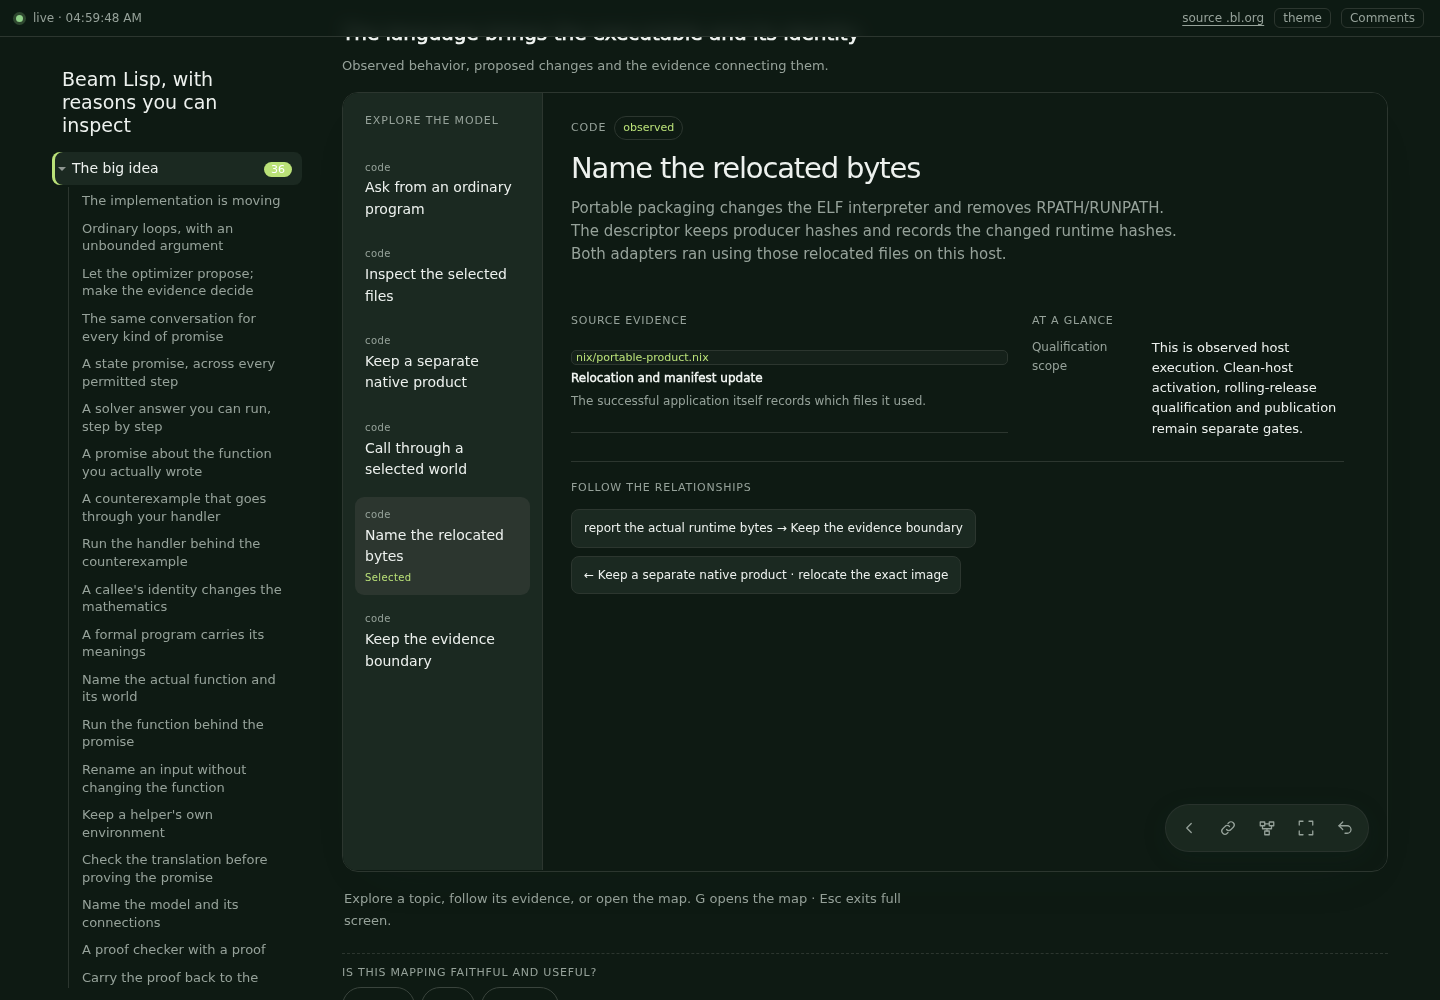 live · 04:59:48 AM
source .bl.org
theme
Comments
Beam Lisp, with
reasons you can
inspect
The big idea
36
The implementation is moving
Ordinary loops, with an
unbounded argument
Let the optimizer propose;
make the evidence decide
The same conversation for
every kind of promise
A state promise, across every
permitted step
A solver answer you can run,
step by step
A promise about the function
you actually wrote
A counterexample that goes
through your handler
Run the handler behind the
counterexample
A callee's identity changes the
mathematics
A formal program carries its
meanings
Name the actual function and
its world
Run the function behind the
promise
Rename an input without
changing the function
Keep a helper's own
environment
Check the translation before
proving the promise
Name the model and its
connections
A proof checker with a proof
Carry the proof back to the
The language brings the executable and its identity
Observed behavior, proposed changes and the evidence connecting them.
EXPLORE THE MODEL
code
Ask from an ordinary
program
code
Inspect the selected
files
code
Keep a separate
native product
code
Call through a
selected world
code
Name the relocated
bytes
Selected
code
Keep the evidence
boundary
CODE
observed
Name the relocated bytes
Portable packaging changes the ELF interpreter and removes RPATH/RUNPATH.
The descriptor keeps producer hashes and records the changed runtime hashes.
Both adapters ran using those relocated files on this host.
SOURCE EVIDENCE
nix/portable-product.nix
Relocation and manifest update
The successful application itself records which files it used.
AT A GLANCE
Qualification
scope
This is observed host
execution. Clean-host
activation, rolling-release
qualification and publication
remain separate gates.
FOLLOW THE RELATIONSHIPS
report the actual runtime bytes → Keep the evidence boundary
← Keep a separate native product · relocate the exact image
Explore a topic, follow its evidence, or open the map. G opens the map · Esc exits full
screen.
IS THIS MAPPING FAITHFUL AND USEFUL?